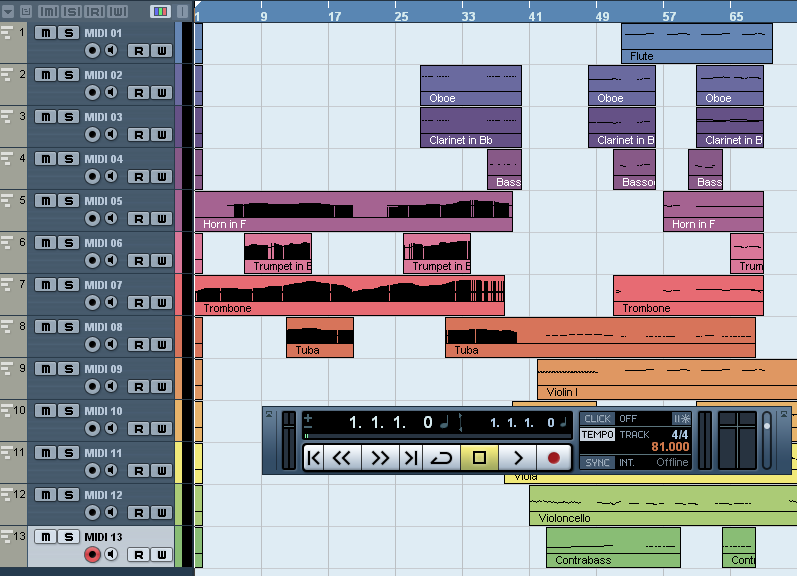 [M] [S] [R] [W]
1 9 17 25 33 41 49 57 65
1 M S MIDI 01
R W
Flute
2 M S MIDI 02
R W
Oboe Oboe Oboe
3 M S MIDI 03
R W
Clarinet in Bb Clarinet in B Clarinet in B
4 M S MIDI 04
R W
Bass Basso Bass
5 M S MIDI 05
R W
Horn in F Horn in F
6 M S MIDI 06
R W
Trumpet in B Trumpet in B Trum
7 M S MIDI 07
R W
Trombone Trombone
8 M S MIDI 08
R W
Tuba Tuba
9 M S MIDI 09
R W
Violin I
10 M S MIDI 10
R W
1. 1. 1. 0 1. 1. 1. 0
CLICK OFF
TEMPO TRACK 4/4
81.000
SYNC INT. Offline
11 M S MIDI 11
R W
Viola
12 M S MIDI 12
R W
Violoncello
13 M S MIDI 13
R W
Contrabass Cont